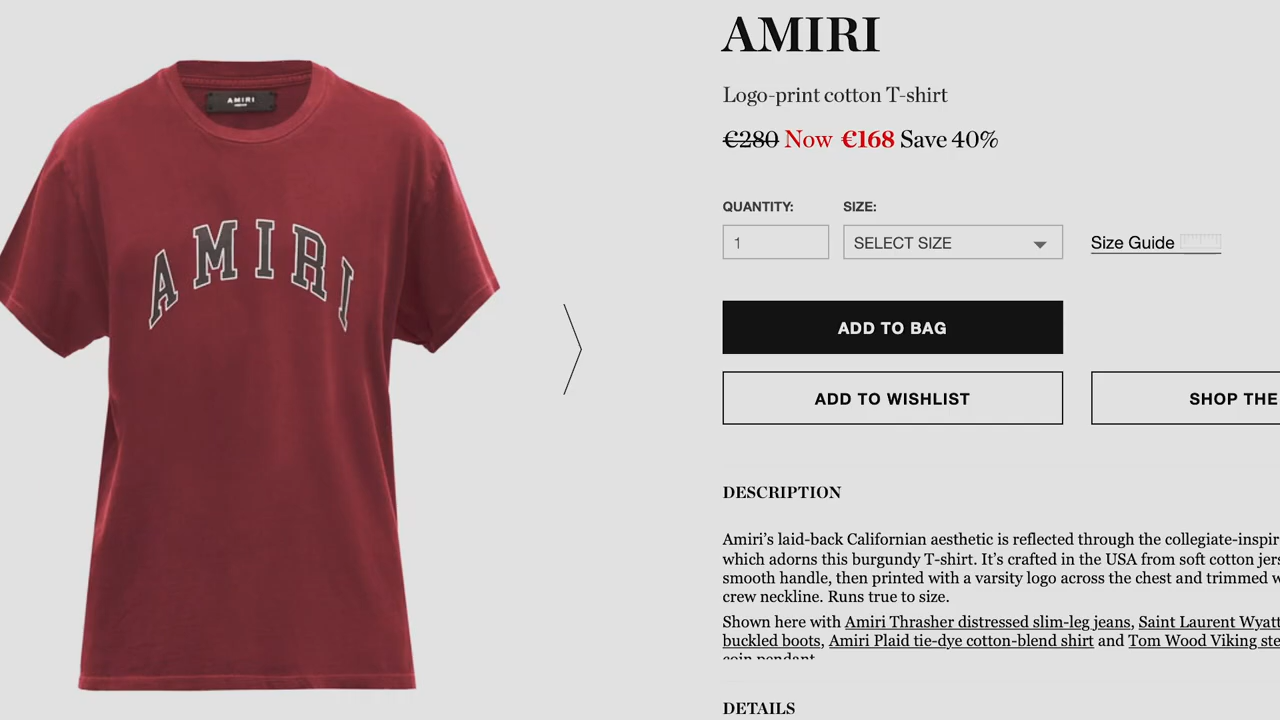 AMIRI
AMIRI
AMIRI
Logo-print cotton T-shirt
€280 Now €168 Save 40%
QUANTITY: SIZE:
1 SELECT SIZE Size Guide
ADD TO BAG
ADD TO WISHLIST SHOP THE
DESCRIPTION
Amiri’s laid-back Californian aesthetic is reflected through the collegiate-inspir
which adorns this burgundy T-shirt. It’s crafted in the USA from soft cotton jers
smooth handle, then printed with a varsity logo across the chest and trimmed w
crew neckline. Runs true to size.
Shown here with Amiri Thrasher distressed slim-leg jeans, Saint Laurent Wyatt
buckled boots, Amiri Plaid tie-dye cotton-blend shirt and Tom Wood Viking ste
coin pendant
DETAILS